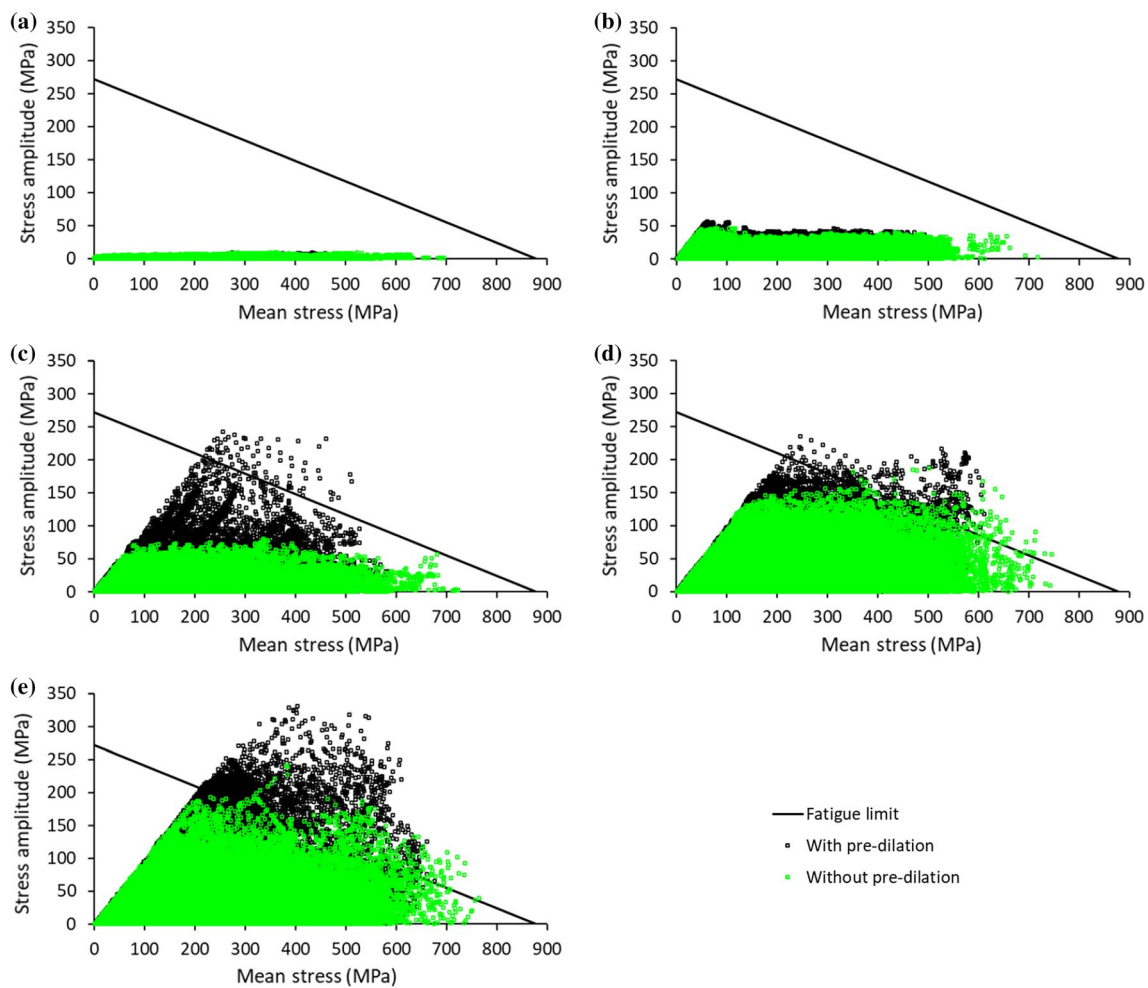 (a)
350
300
250
200
150
100
50
0
Stress amplitude (MPa)
0 100 200 300 400 500 600 700 800 900
Mean stress (MPa)
(b)
350
300
250
200
150
100
50
0
Stress amplitude (MPa)
0 100 200 300 400 500 600 700 800 900
Mean stress (MPa)
(c)
350
300
250
200
150
100
50
0
Stress amplitude (MPa)
0 100 200 300 400 500 600 700 800 900
Mean stress (MPa)
(d)
350
300
250
200
150
100
50
0
Stress amplitude (MPa)
0 100 200 300 400 500 600 700 800 900
Mean stress (MPa)
(e)
350
300
250
200
150
100
50
0
Stress amplitude (MPa)
0 100 200 300 400 500 600 700 800 900
Mean stress (MPa)
Fatigue limit
With pre-dilation
Without pre-dilation